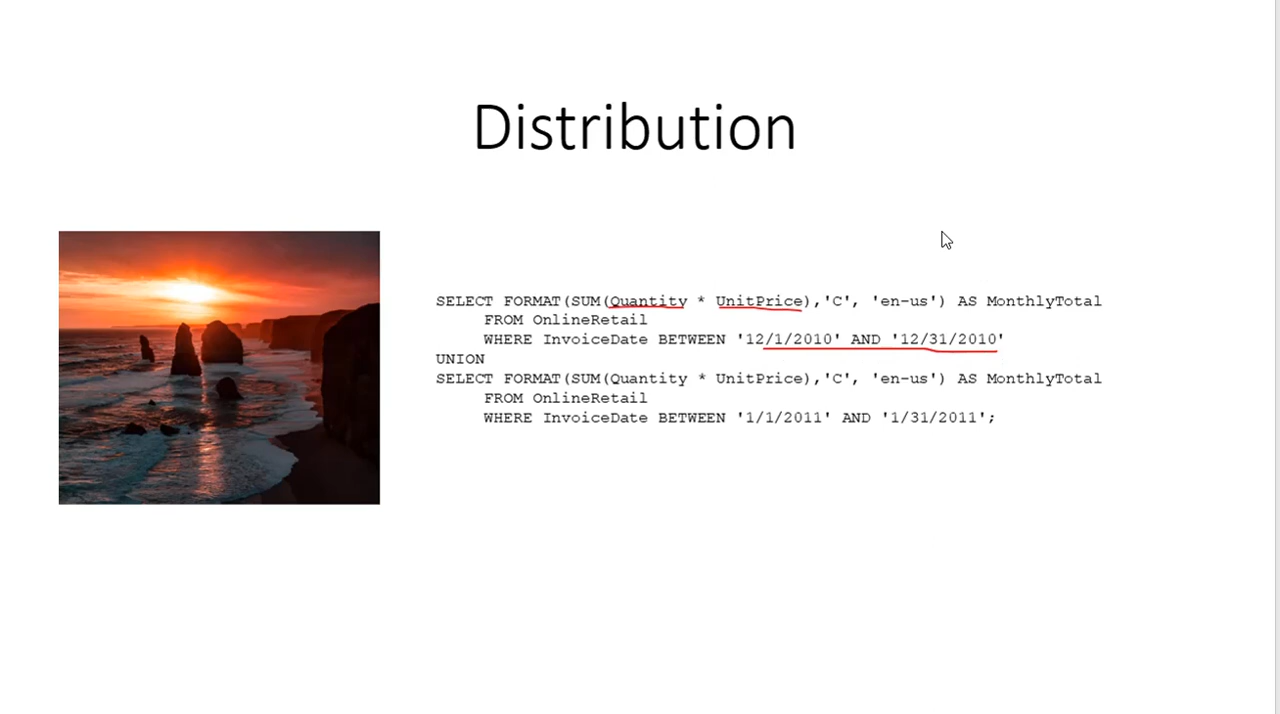 Distribution
SELECT FORMAT(SUM(Quantity * UnitPrice),'C', 'en-us') AS MonthlyTotal
FROM OnlineRetail
WHERE InvoiceDate BETWEEN '12/1/2010' AND '12/31/2010'
UNION
SELECT FORMAT(SUM(Quantity * UnitPrice),'C', 'en-us') AS MonthlyTotal
FROM OnlineRetail
WHERE InvoiceDate BETWEEN '1/1/2011' AND '1/31/2011';